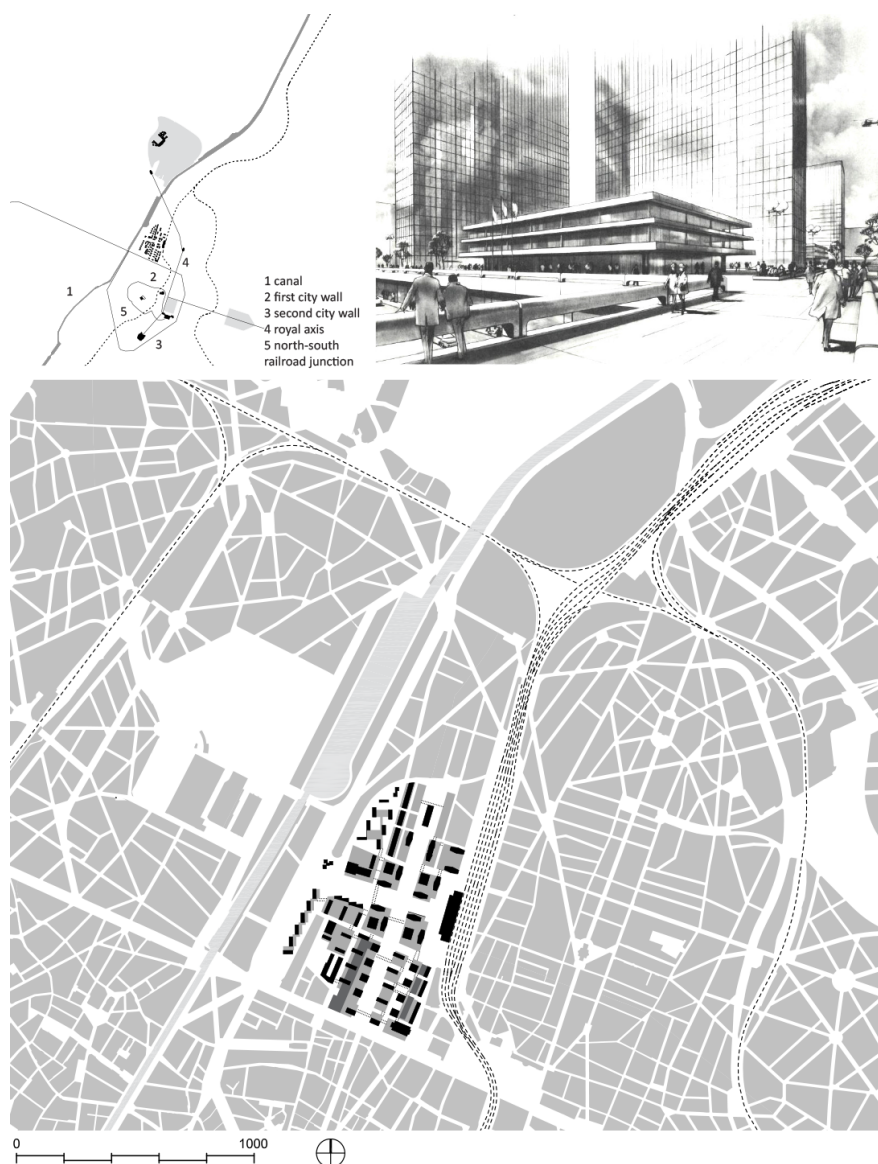 1
2
3
4
5
1 canal
2 first city wall
3 second city wall
4 royal axis
5 north-south
railroad junction
0
1000